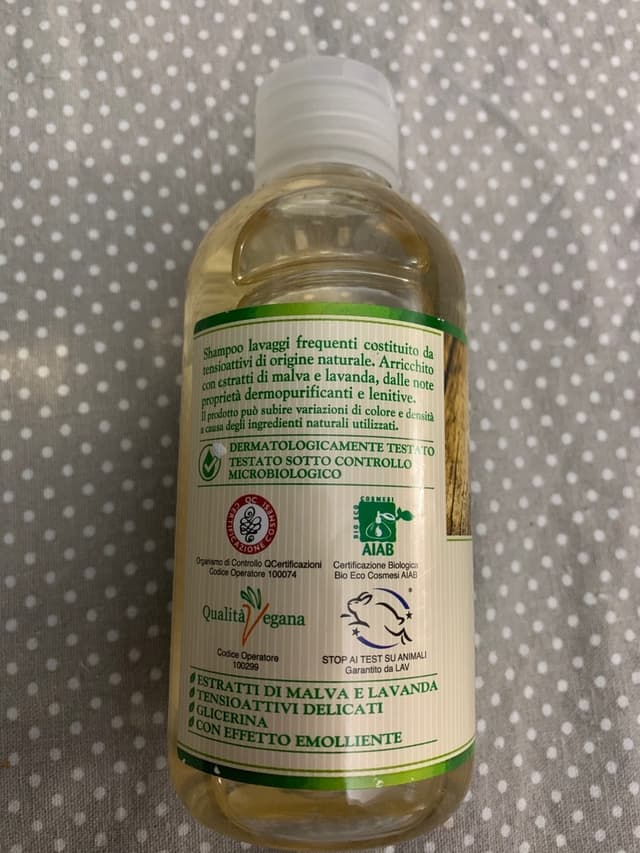 Shampoo lavaggi frequenti costituito da
tensioattivi di origine naturale. Arricchito
con estratti di malva e lavanda, dalle note
proprietà dermopurificanti e lenitive.
Il prodotto può subire variazioni di colore e densità
a causa degli ingredienti naturali utilizzati.
DERMATOLOGICAMENTE TESTATO
TESTATO SOTTO CONTROLLO
MICROBIOLOGICO
QC CERTIFICAZIONE COSMESI
Organismo di Controllo QCertificazioni
Codice Operatore 100074
BIO ECO COSMESI
AIAB
Certificazione Biologica
Bio Eco Cosmesi AIAB
Qualità Vegana
Codice Operatore
100299
STOP AI TEST SU ANIMALI
Garantito da LAV
ESTRATTI DI MALVA E LAVANDA
TENSIOATTIVI DELICATI
GLICERINA
CON EFFETTO EMOLLIENTE